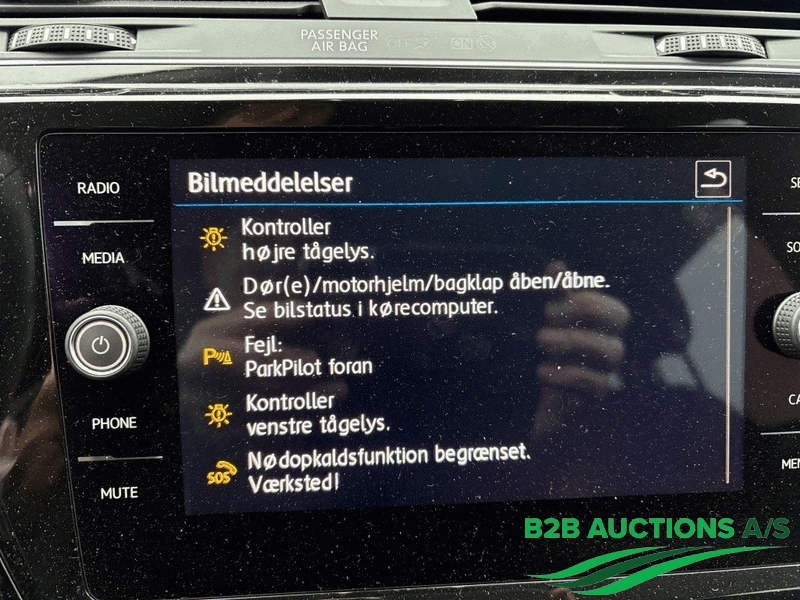 PASSENGER
AIR BAG OFF ON
RADIO
MEDIA
PHONE
MUTE
Bilmeddelelser
Kontroller
højre tågelys.
Dør(e)/motorhjelm/bagklap åben/åbne.
Se bilstatus i kørecomputer.
Fejl:
ParkPilot foran
Kontroller
venstre tågelys.
SOS
Nødopkaldsfunktion begrænset.
Værksted!
B2B AUCTIONS A/S